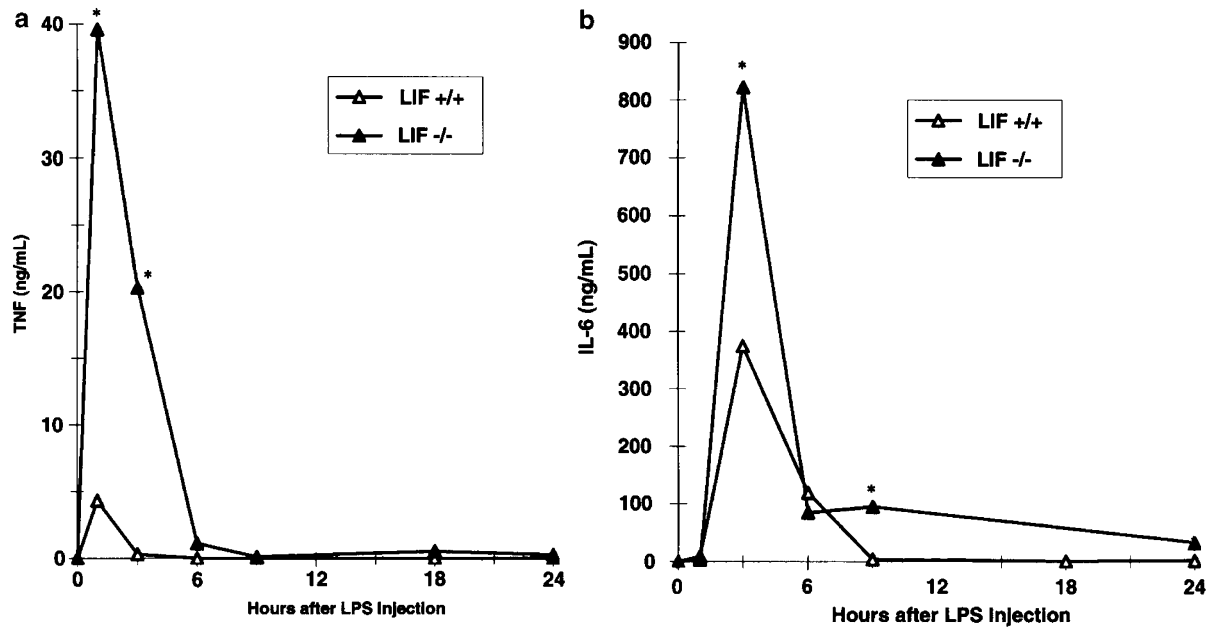 a
*
40
30
20
10
0
TNF (ng/mL)
*
LIF +/+
LIF -/-
0 6 12 18 24
Hours after LPS Injection
b
900
800
700
600
500
400
300
200
100
0
IL-6 (ng/mL)
*
*
LIF +/+
LIF -/-
0 6 12 18 24
Hours after LPS Injection